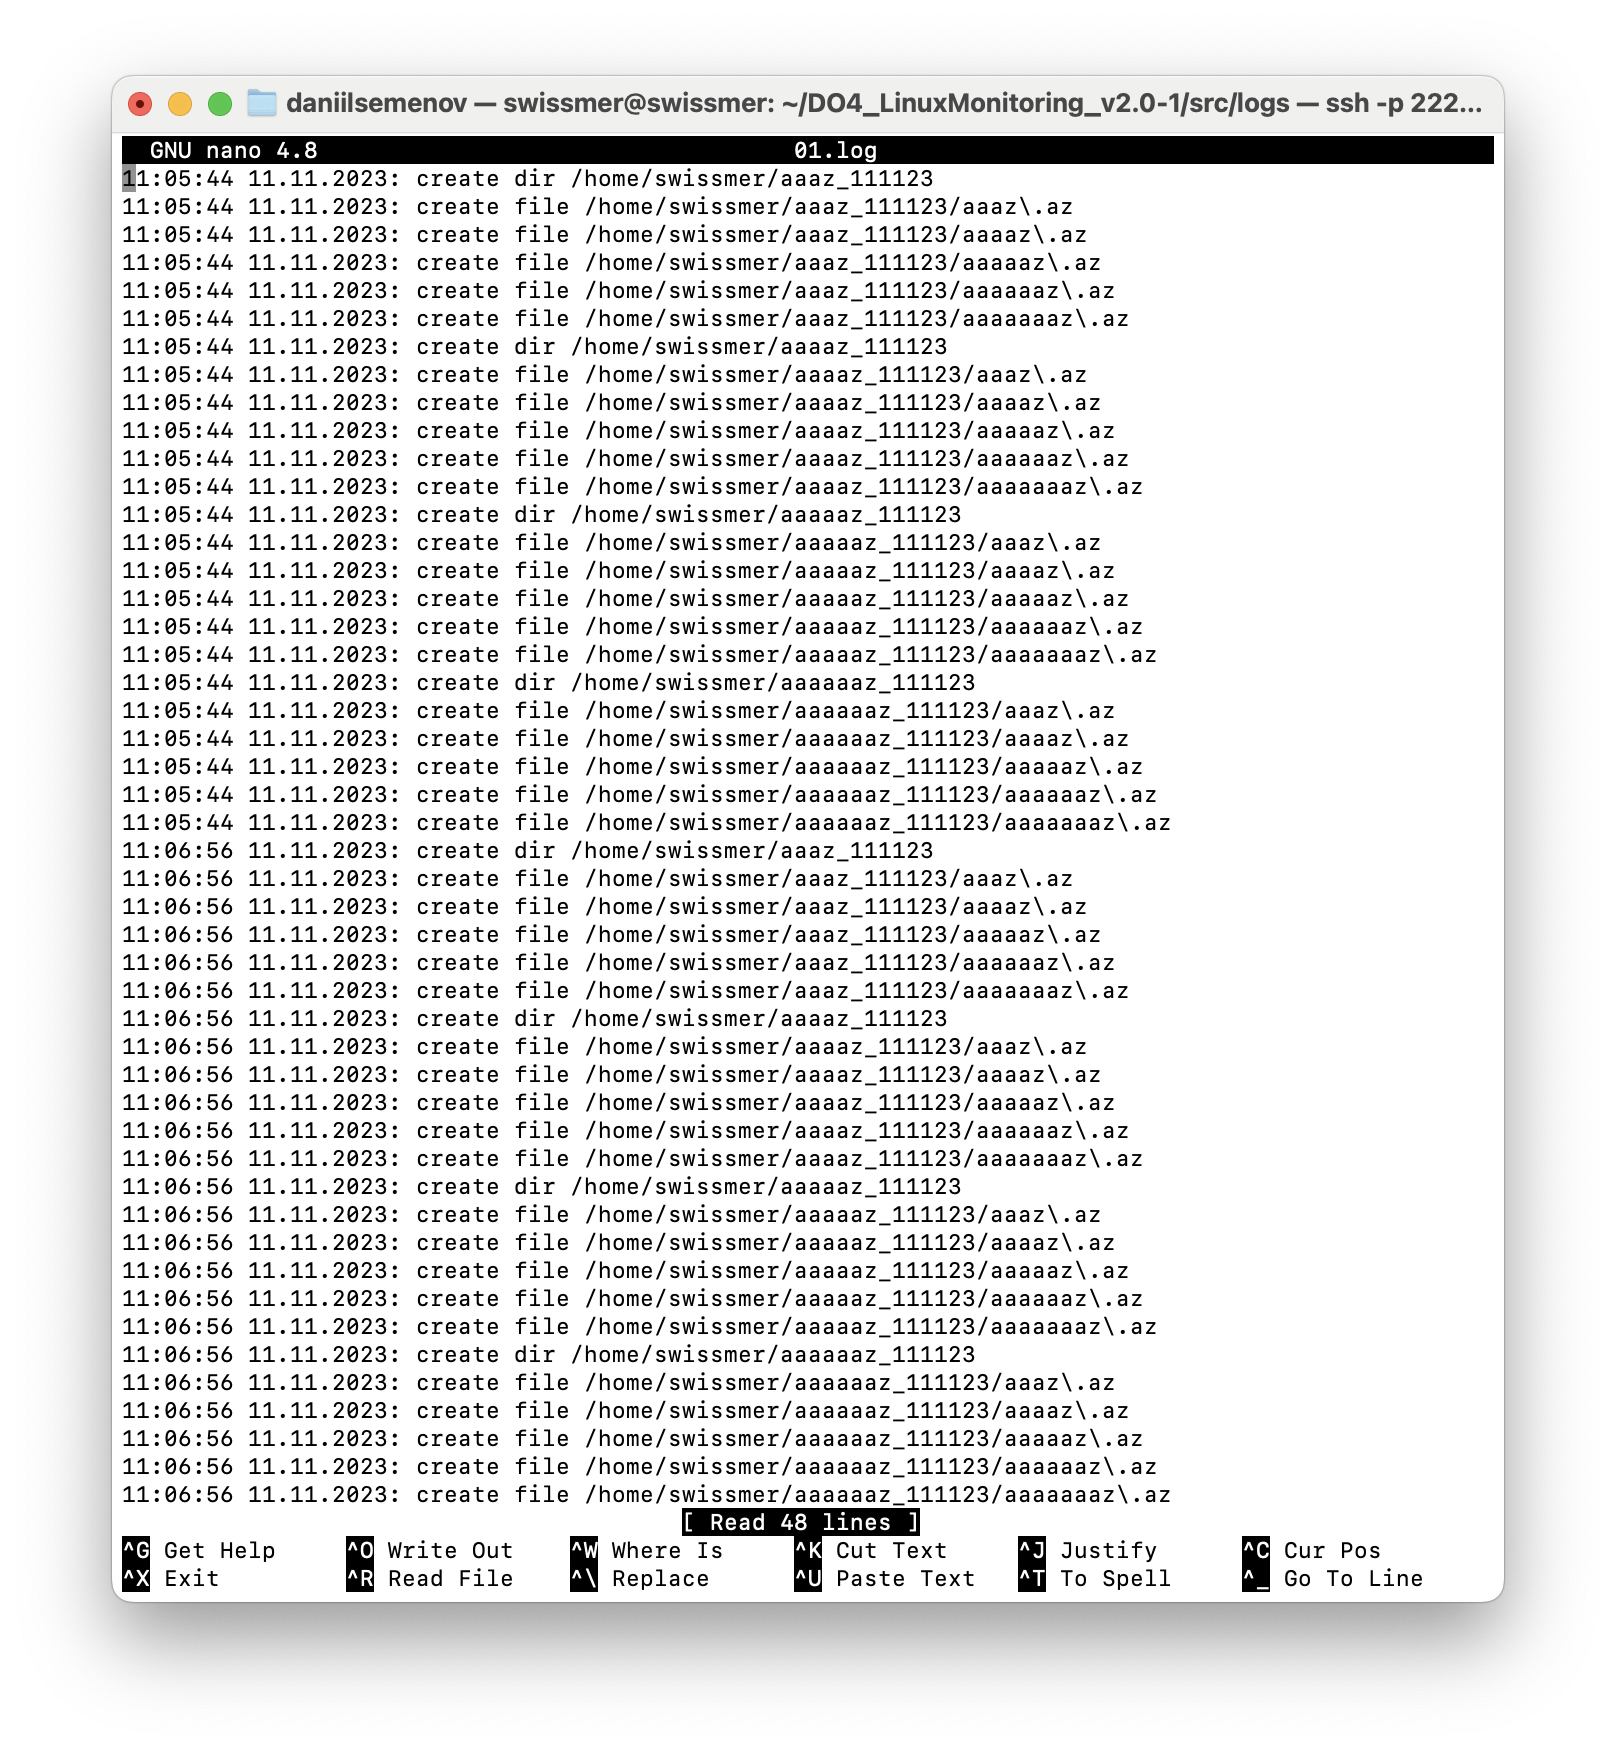 daniilsemenov — swissmer@swissmer: ~/DO4_LinuxMonitoring_v2.0-1/src/logs — ssh -p 222...
GNU nano 4.8 01.log
11:05:44 11.11.2023: create dir /home/swissmer/aaaz_111123
11:05:44 11.11.2023: create file /home/swissmer/aaaz_111123/aaaz\.az
11:05:44 11.11.2023: create file /home/swissmer/aaaz_111123/aaaaz\.az
11:05:44 11.11.2023: create file /home/swissmer/aaaz_111123/aaaaaz\.az
11:05:44 11.11.2023: create file /home/swissmer/aaaz_111123/aaaaaaz\.az
11:05:44 11.11.2023: create file /home/swissmer/aaaz_111123/aaaaaaaz\.az
11:05:44 11.11.2023: create dir /home/swissmer/aaaaz_111123
11:05:44 11.11.2023: create file /home/swissmer/aaaaz_111123/aaaz\.az
11:05:44 11.11.2023: create file /home/swissmer/aaaaz_111123/aaaaz\.az
11:05:44 11.11.2023: create file /home/swissmer/aaaaz_111123/aaaaaz\.az
11:05:44 11.11.2023: create file /home/swissmer/aaaaz_111123/aaaaaaz\.az
11:05:44 11.11.2023: create file /home/swissmer/aaaaz_111123/aaaaaaaz\.az
11:05:44 11.11.2023: create dir /home/swissmer/aaaaaz_111123
11:05:44 11.11.2023: create file /home/swissmer/aaaaaz_111123/aaaz\.az
11:05:44 11.11.2023: create file /home/swissmer/aaaaaz_111123/aaaaz\.az
11:05:44 11.11.2023: create file /home/swissmer/aaaaaz_111123/aaaaaz\.az
11:05:44 11.11.2023: create file /home/swissmer/aaaaaz_111123/aaaaaaz\.az
11:05:44 11.11.2023: create file /home/swissmer/aaaaaz_111123/aaaaaaaz\.az
11:05:44 11.11.2023: create dir /home/swissmer/aaaaaaz_111123
11:05:44 11.11.2023: create file /home/swissmer/aaaaaaz_111123/aaaz\.az
11:05:44 11.11.2023: create file /home/swissmer/aaaaaaz_111123/aaaaz\.az
11:05:44 11.11.2023: create file /home/swissmer/aaaaaaz_111123/aaaaaz\.az
11:05:44 11.11.2023: create file /home/swissmer/aaaaaaz_111123/aaaaaaz\.az
11:05:44 11.11.2023: create file /home/swissmer/aaaaaaz_111123/aaaaaaaz\.az
11:06:56 11.11.2023: create dir /home/swissmer/aaaz_111123
11:06:56 11.11.2023: create file /home/swissmer/aaaz_111123/aaaz\.az
11:06:56 11.11.2023: create file /home/swissmer/aaaz_111123/aaaaz\.az
11:06:56 11.11.2023: create file /home/swissmer/aaaz_111123/aaaaaz\.az
11:06:56 11.11.2023: create file /home/swissmer/aaaz_111123/aaaaaaz\.az
11:06:56 11.11.2023: create file /home/swissmer/aaaz_111123/aaaaaaaz\.az
11:06:56 11.11.2023: create dir /home/swissmer/aaaaz_111123
11:06:56 11.11.2023: create file /home/swissmer/aaaaz_111123/aaaz\.az
11:06:56 11.11.2023: create file /home/swissmer/aaaaz_111123/aaaaz\.az
11:06:56 11.11.2023: create file /home/swissmer/aaaaz_111123/aaaaaz\.az
11:06:56 11.11.2023: create file /home/swissmer/aaaaz_111123/aaaaaaz\.az
11:06:56 11.11.2023: create file /home/swissmer/aaaaz_111123/aaaaaaaz\.az
11:06:56 11.11.2023: create dir /home/swissmer/aaaaaz_111123
11:06:56 11.11.2023: create file /home/swissmer/aaaaaz_111123/aaaz\.az
11:06:56 11.11.2023: create file /home/swissmer/aaaaaz_111123/aaaaz\.az
11:06:56 11.11.2023: create file /home/swissmer/aaaaaz_111123/aaaaaz\.az
11:06:56 11.11.2023: create file /home/swissmer/aaaaaz_111123/aaaaaaz\.az
11:06:56 11.11.2023: create file /home/swissmer/aaaaaz_111123/aaaaaaaz\.az
11:06:56 11.11.2023: create dir /home/swissmer/aaaaaaz_111123
11:06:56 11.11.2023: create file /home/swissmer/aaaaaaz_111123/aaaz\.az
11:06:56 11.11.2023: create file /home/swissmer/aaaaaaz_111123/aaaaz\.az
11:06:56 11.11.2023: create file /home/swissmer/aaaaaaz_111123/aaaaaz\.az
11:06:56 11.11.2023: create file /home/swissmer/aaaaaaz_111123/aaaaaaz\.az
11:06:56 11.11.2023: create file /home/swissmer/aaaaaaz_111123/aaaaaaaz\.az
[ Read 48 lines ]
^G Get Help ^O Write Out ^W Where Is ^K Cut Text ^J Justify ^C Cur Pos
^X Exit ^R Read File ^\ Replace ^U Paste Text ^T To Spell ^_ Go To Line